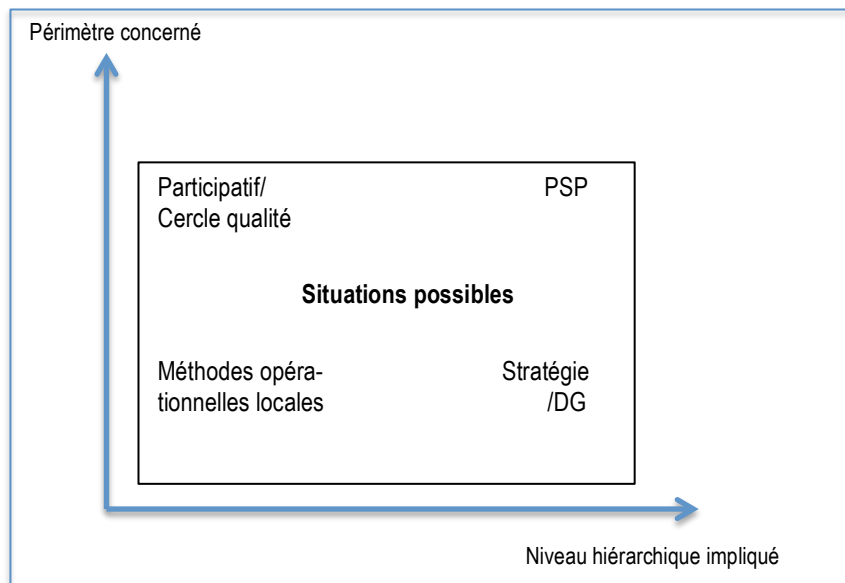 Périmètre concerné
Participatif/ PSP
Cercle qualité
Situations possibles
Méthodes opéra- Stratégie
tionnelles locales /DG
Niveau hiérarchique impliqué